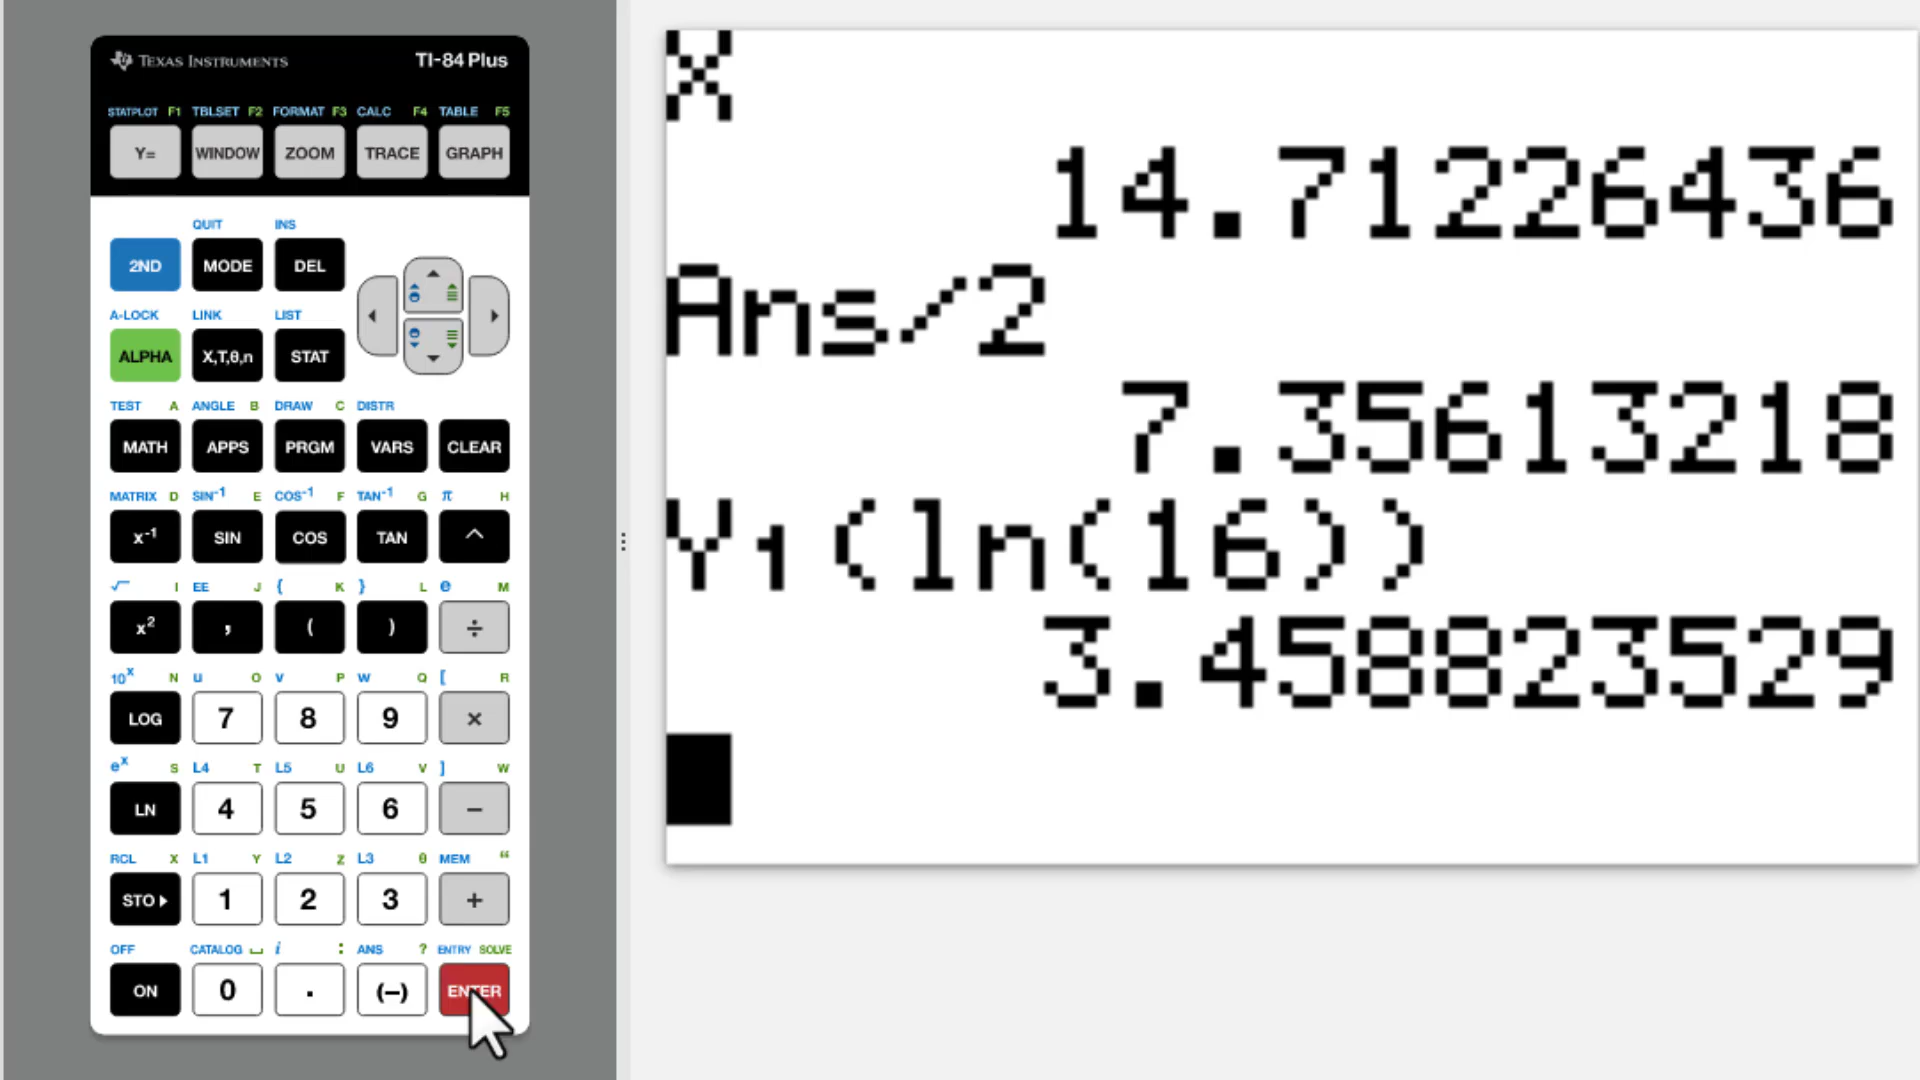 TEXAS INSTRUMENTS TI-84 Plus
STATPLOT F1 TBLSET F2 FORMAT F3 CALC F4 TABLE F5
Y= WINDOW ZOOM TRACE GRAPH
QUIT INS
2ND MODE DEL
A-LOCK LINK LIST
ALPHA X,T,θ,n STAT
TEST A ANGLE B DRAW C DISTR
MATH APPS PRGM VARS CLEAR
MATRIX D SIN⁻¹ E COS⁻¹ F TAN⁻¹ G π H
x⁻¹ SIN COS TAN ^
√ I EE J { K } L e M
x² , ( ) ÷
10ˣ N u O v P w Q [ R
LOG 7 8 9 ×
eˣ S L4 T L5 U L6 V ] W
LN 4 5 6 −
RCL X L1 Y L2 Z L3 θ MEM “
STO▸ 1 2 3 +
OFF CATALOG ⎵ i : ANS ? ENTRY SOLVE
ON 0 . (−) ENTER
X
14.71226436
Ans/2
7.35613218
Y₁(ln(16))
3.458823529